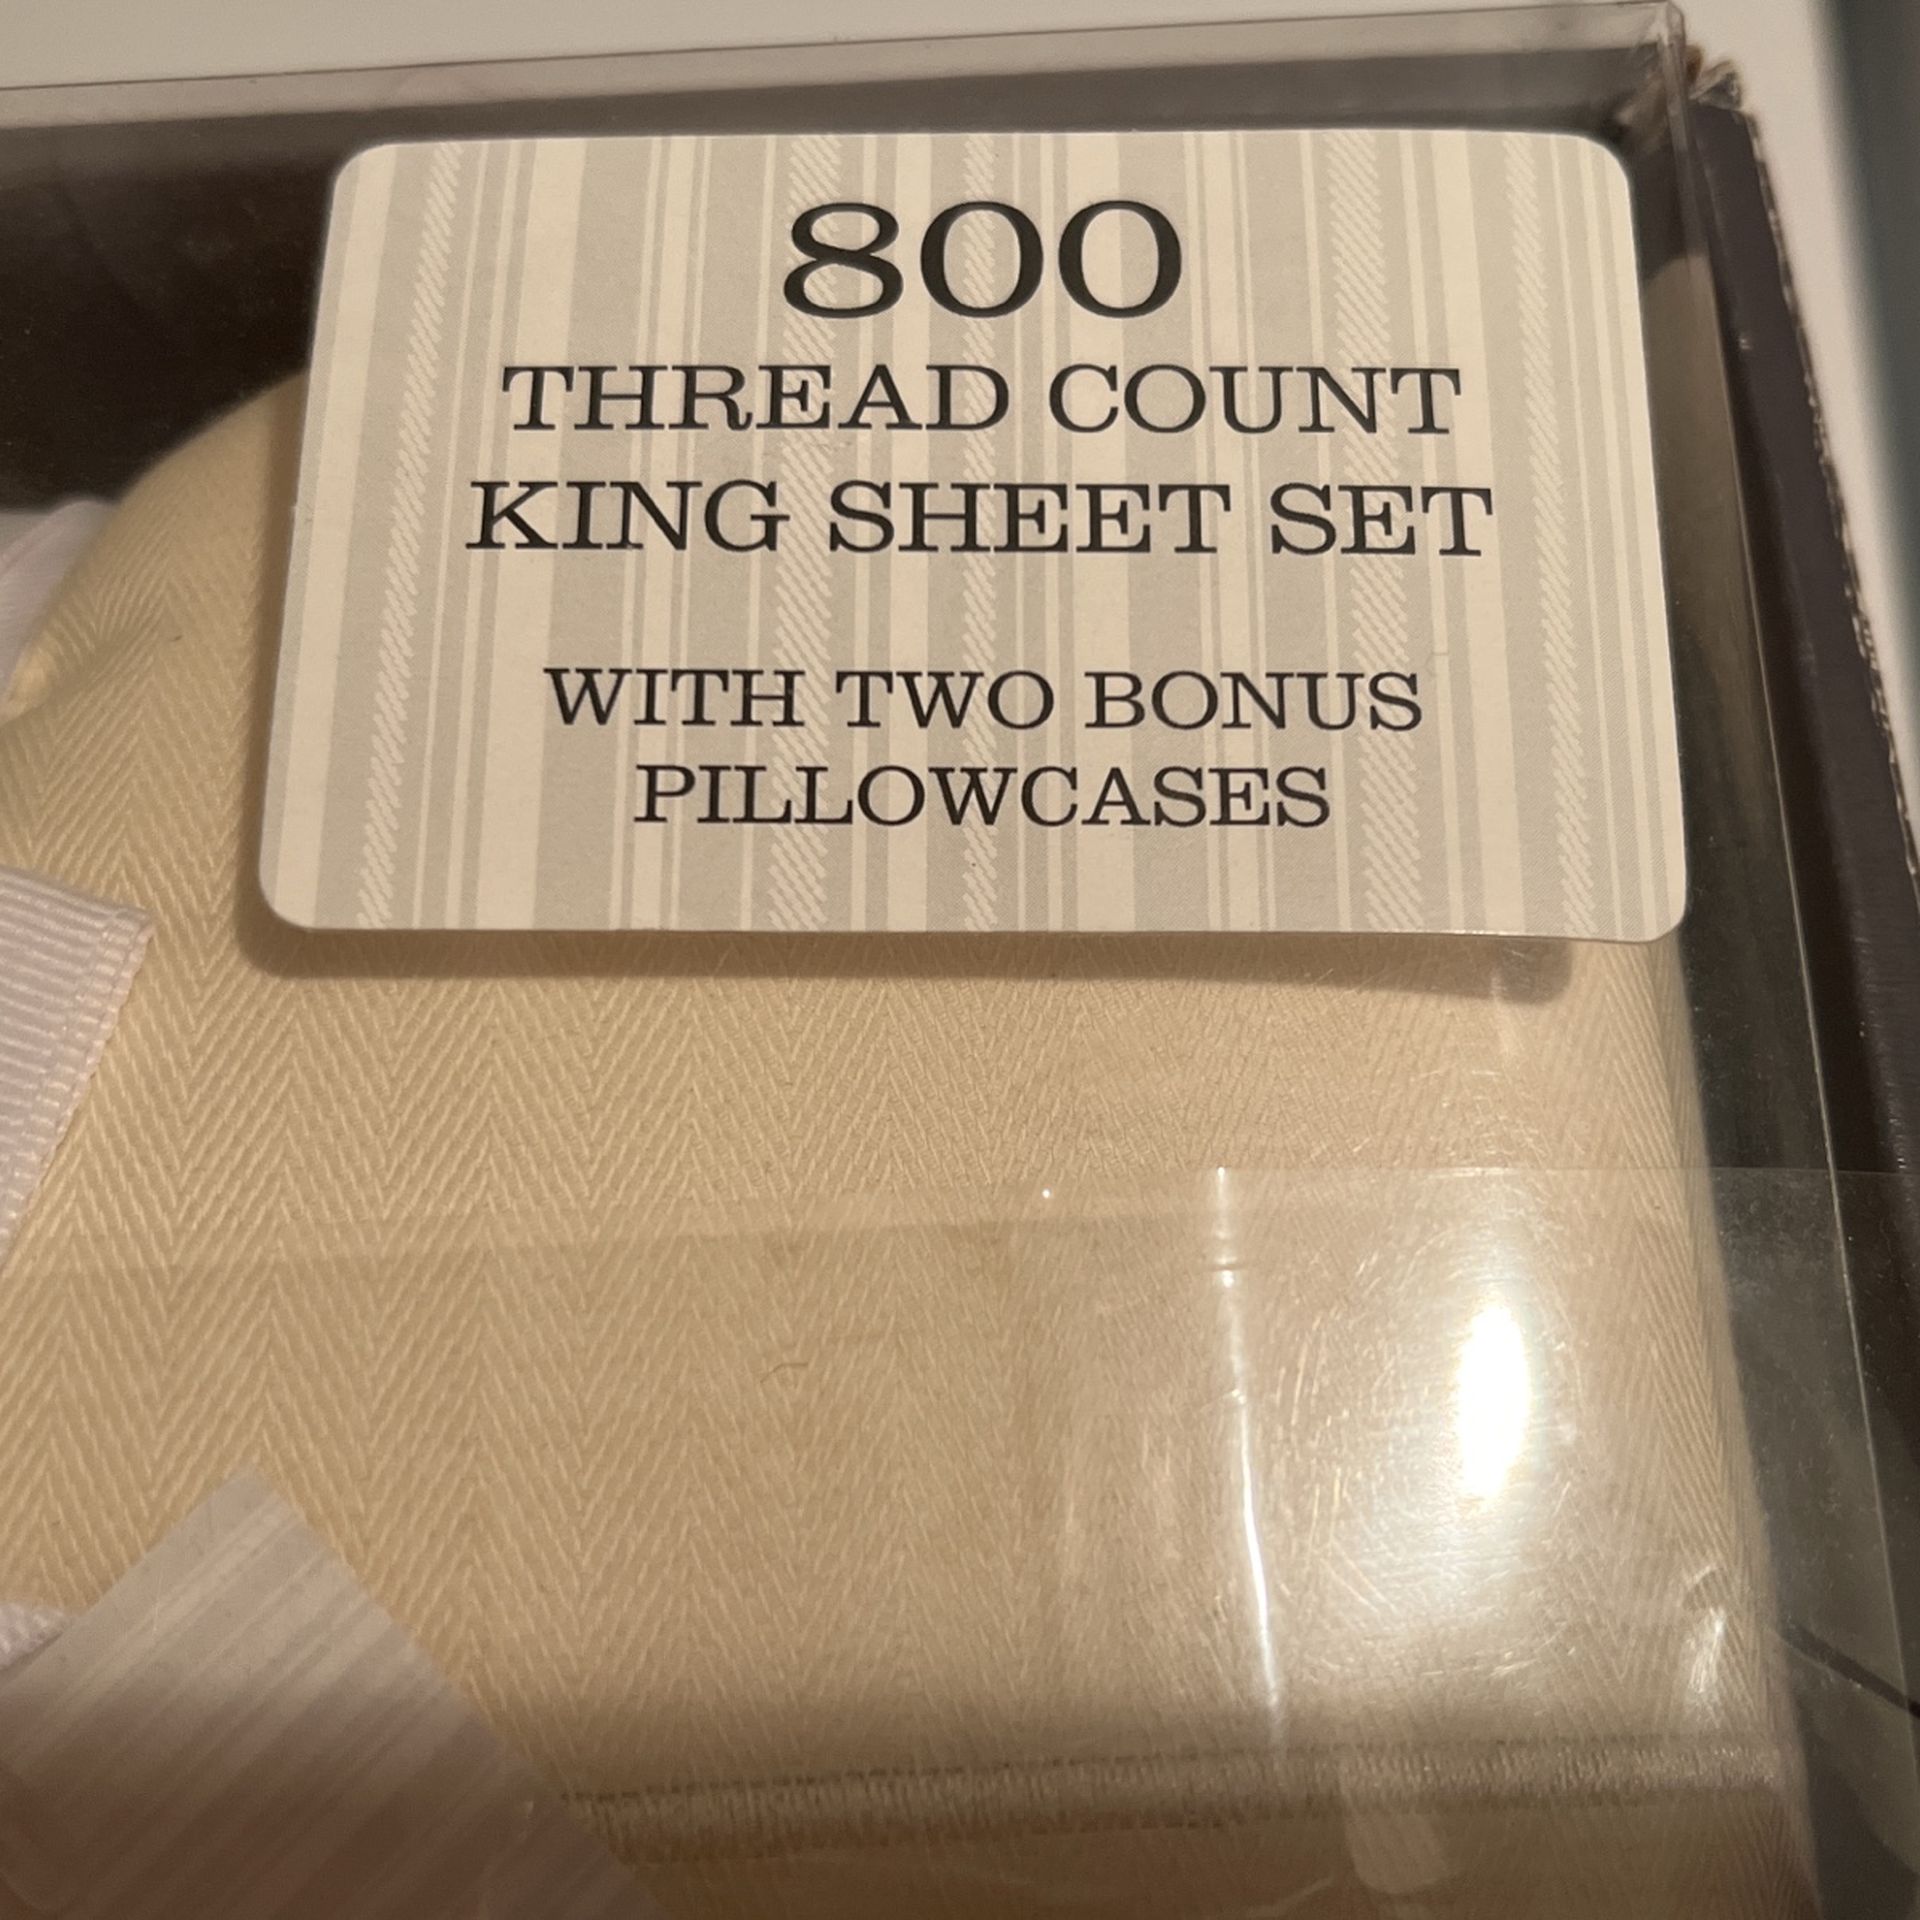 800
THREAD COUNT
KING SHEET SET
WITH TWO BONUS
PILLOWCASES